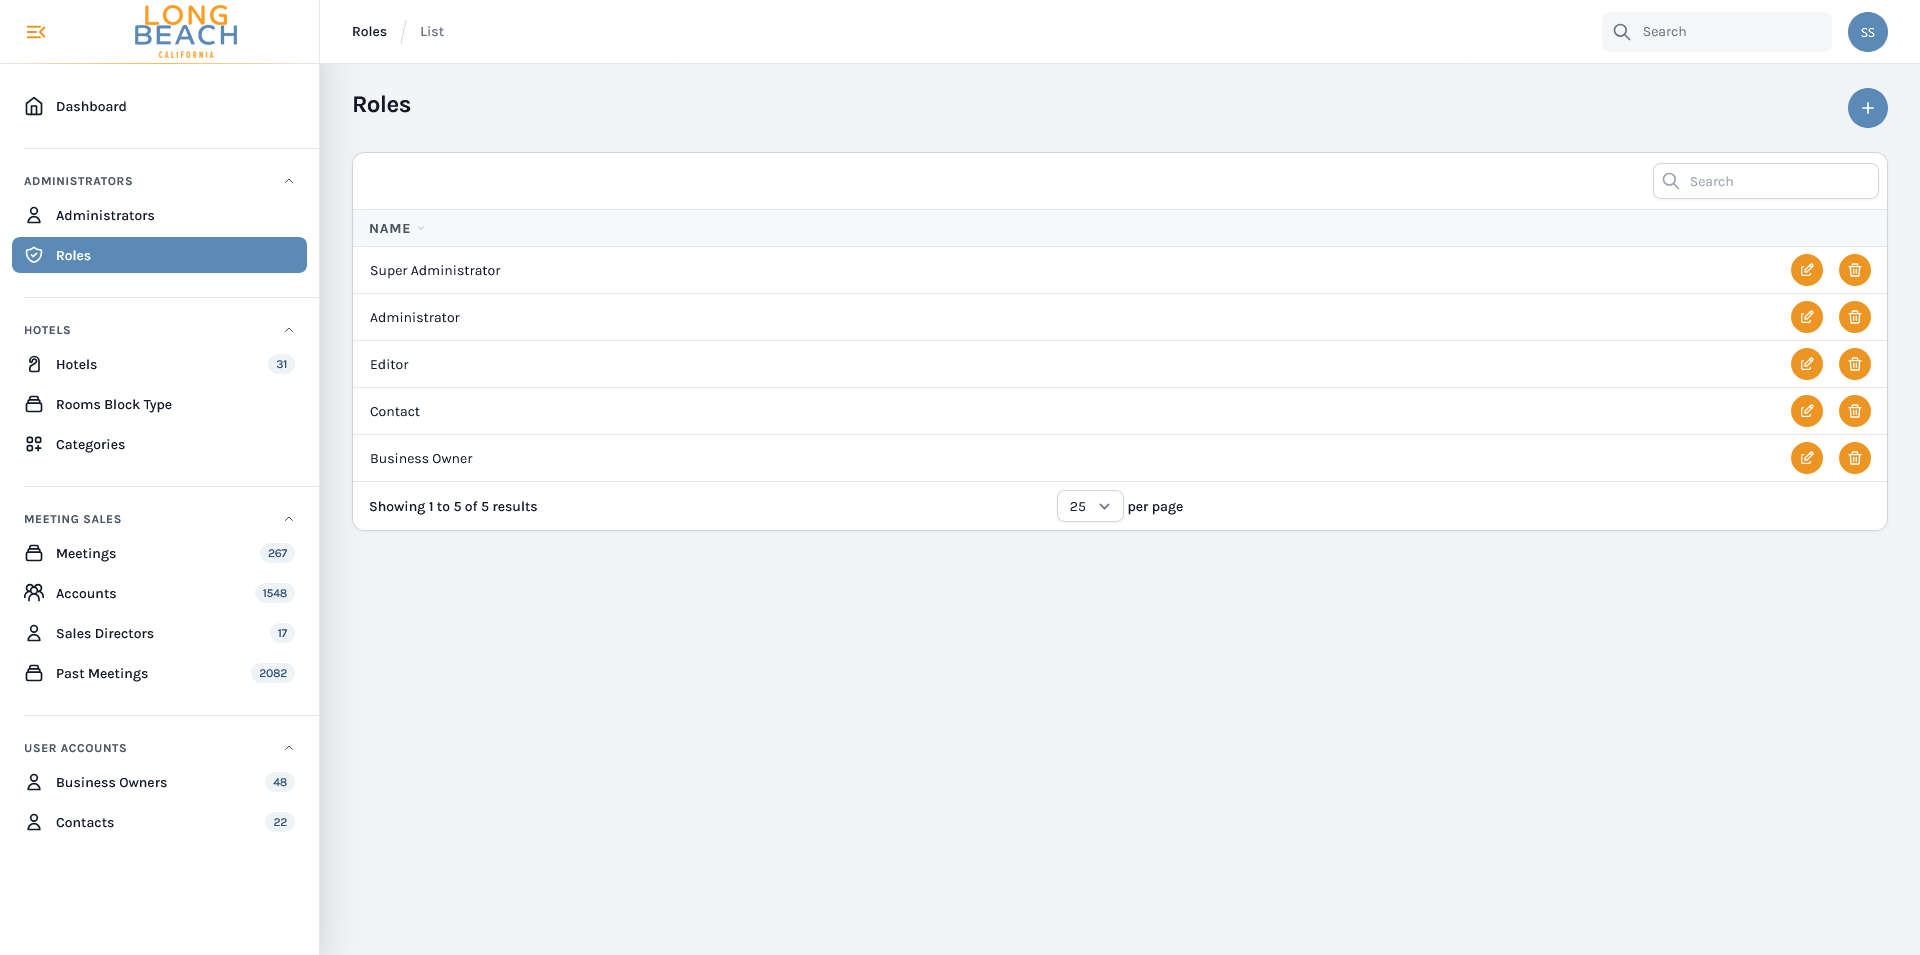 LONG
BEACH
CALIFORNIA
Roles
List
Search
SS
Dashboard
ADMINISTRATORS
Administrators
Roles
HOTELS
Hotels
31
Rooms Block Type
Categories
MEETING SALES
Meetings
267
Accounts
1548
Sales Directors
17
Past Meetings
2082
USER ACCOUNTS
Business Owners
48
Contacts
22
Roles
Search
NAME
Super Administrator
Administrator
Editor
Contact
Business Owner
Showing 1 to 5 of 5 results
25
per page